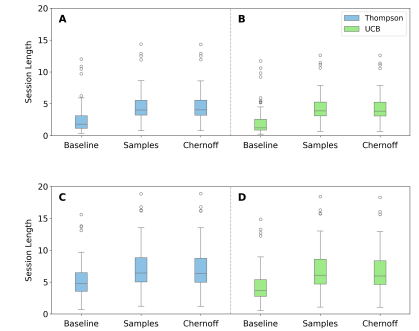 20
A
B
Thompson
UCB
15
10
5
0
Session Length
Baseline Samples Chernoff Baseline Samples Chernoff
20
C
D
15
10
5
0
Session Length
Baseline Samples Chernoff Baseline Samples Chernoff